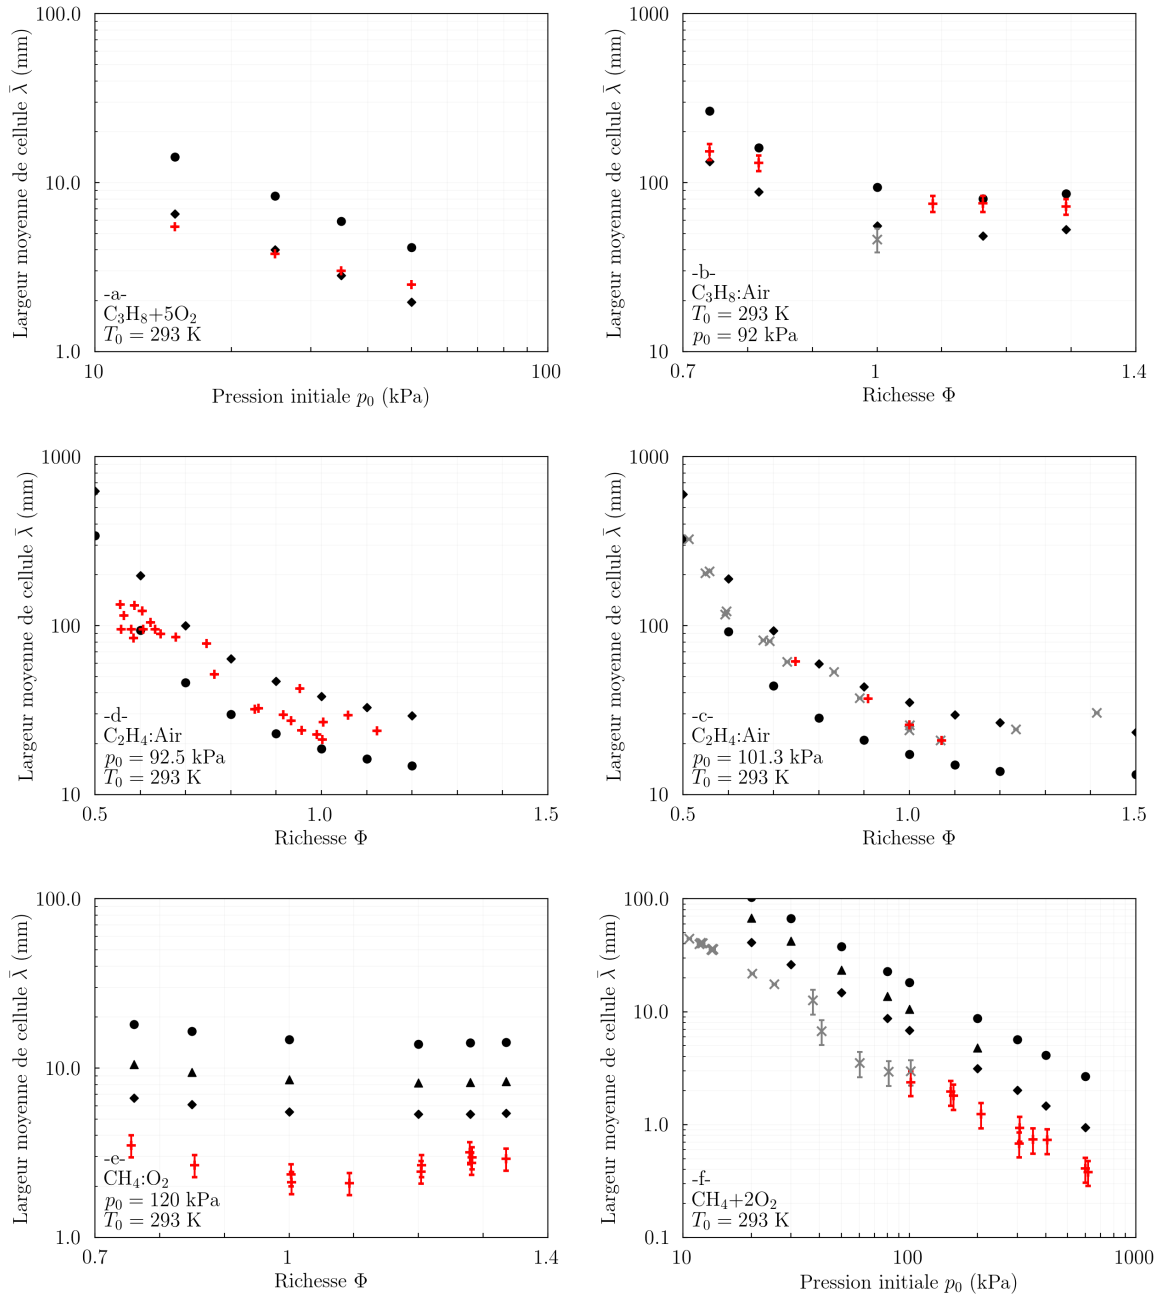 Largeur moyenne de cellule λ̄ (mm)
100.0
10.0
1.0
-a-
C₃H₈+5O₂
T₀ = 293 K
10
100
Pression initiale p₀ (kPa)
Largeur moyenne de cellule λ̄ (mm)
1000
100
10
-b-
C₃H₈:Air
T₀ = 293 K
p₀ = 92 kPa
0.7
1
1.4
Richesse Φ
Largeur moyenne de cellule λ̄ (mm)
1000
100
10
-d-
C₂H₄:Air
p₀ = 92.5 kPa
T₀ = 293 K
0.5
1.0
1.5
Richesse Φ
Largeur moyenne de cellule λ̄ (mm)
1000
100
10
-c-
C₂H₄:Air
p₀ = 101.3 kPa
T₀ = 293 K
0.5
1.0
1.5
Richesse Φ
Largeur moyenne de cellule λ̄ (mm)
100.0
10.0
1.0
-e-
CH₄:O₂
p₀ = 120 kPa
T₀ = 293 K
0.7
1
1.4
Richesse Φ
Largeur moyenne de cellule λ̄ (mm)
100.0
10.0
1.0
0.1
-f-
CH₄+2O₂
T₀ = 293 K
10
100
1000
Pression initiale p₀ (kPa)